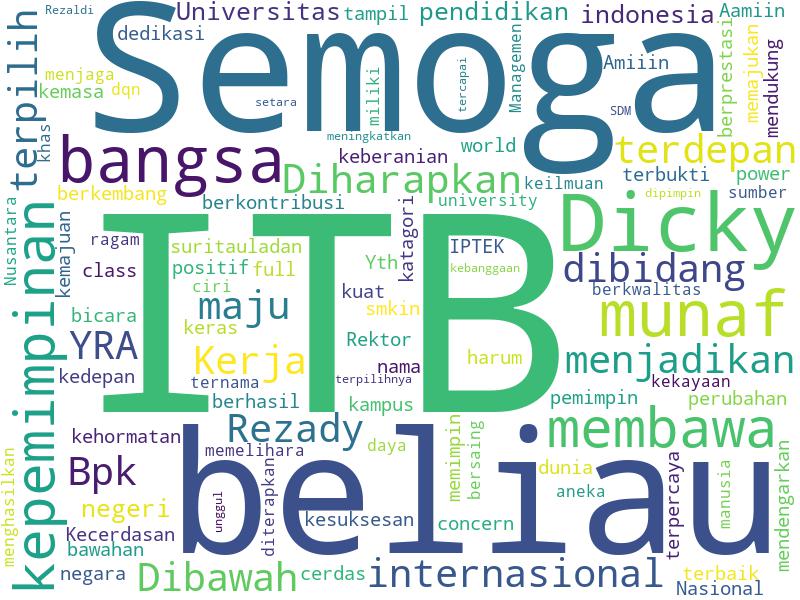 Rezaldi
Universitas
tampil
pendidikan
indonesia
Aamiin
Semoga
dedikasi
terpilih
menjaga
kemasa
dqn
setara
miliki
tercapai
Managemen
Amiiin
SDM
berprestasi
memajukan
mendukung
khas
bangsa
meningkatkan
keberanian
world
terdepan
Diharapkan
keilmuan
terbukti
power
berkembang
berkontribusi
university
dipimpin
sumber
Nusantara
kepemimpinan
kemajuan
ragam
suritauladan
katagori
IPTEK
Dicky
class
positif
full
Yth
kebanggaan
dibidang
ciri
ITB
berkwalitas
maju
kuat
smkin
munaf
bicara
keras
YRA
Rektor
Kerja
harum
menjadikan
kedepan
ternama
nama
terpilihnya
kekayaan
berhasil
kampus
pemimpin
perubahan
kehormatan
Rezady
membawa
memelihara
daya
memimpin
bersaing
menghasilkan
Bpk
beliau
dunia
terpercaya
manusia
mendengarkan
negeri
unggul
diterapkan
kesuksesan
concern
aneka
Kecerdasan
bawahan
negara
Dibawah
cerdas
internasional
terbaik
Nasional